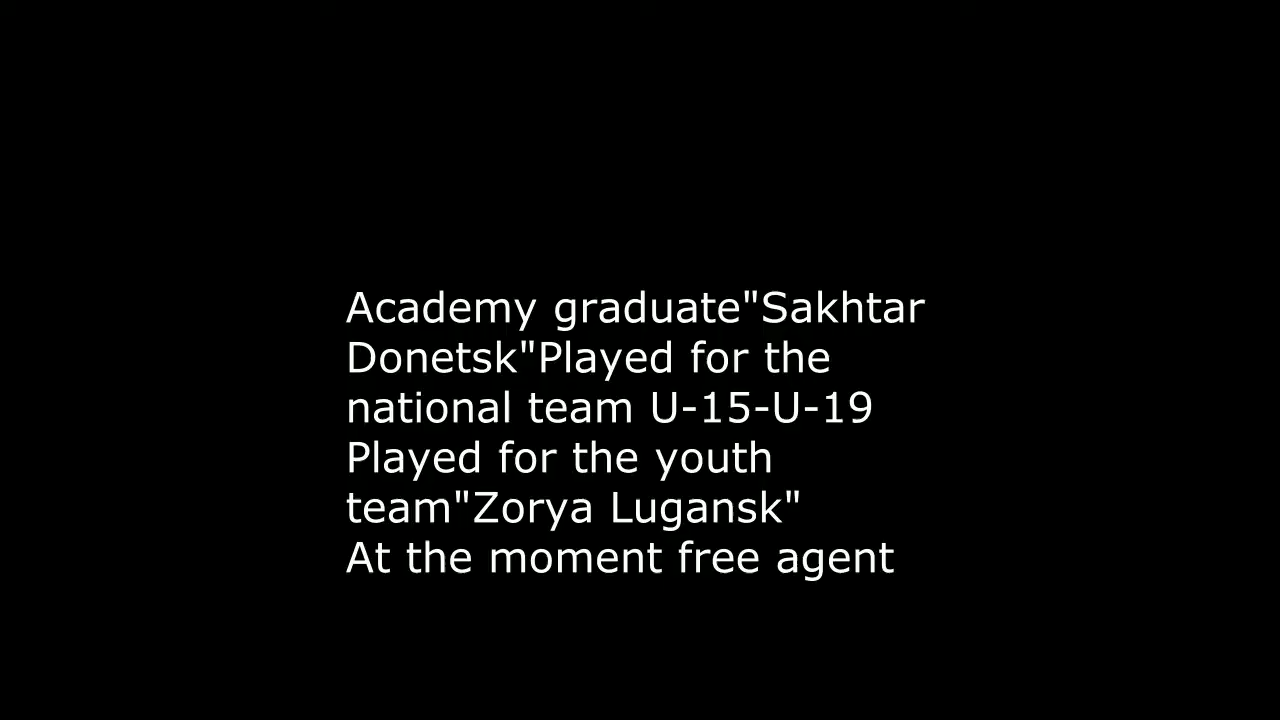 Academy graduate"Sakhtar
Donetsk"Played for the
national team U-15-U-19
Played for the youth
team"Zorya Lugansk"
At the moment free agent